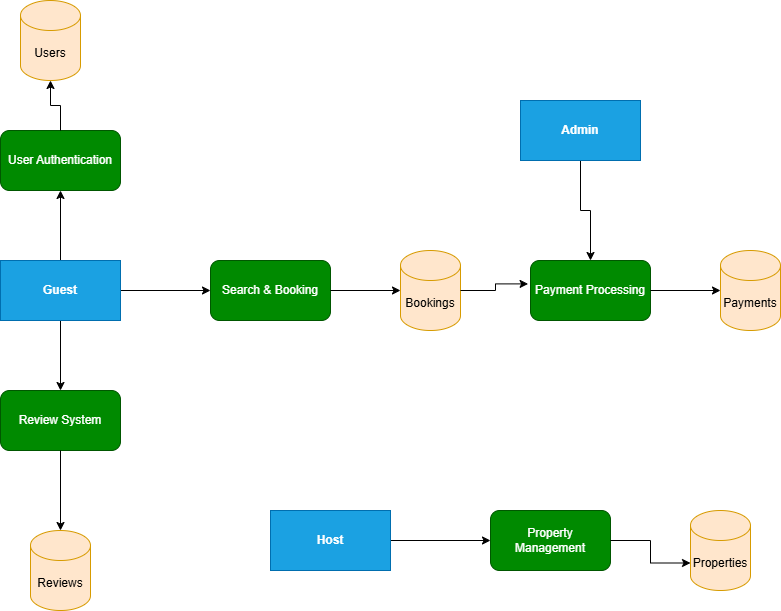 Users
Admin
User Authentication
Guest
Search & Booking
Bookings
Payment Processing
Payments
Review System
Host
Property
Management
Properties
Reviews